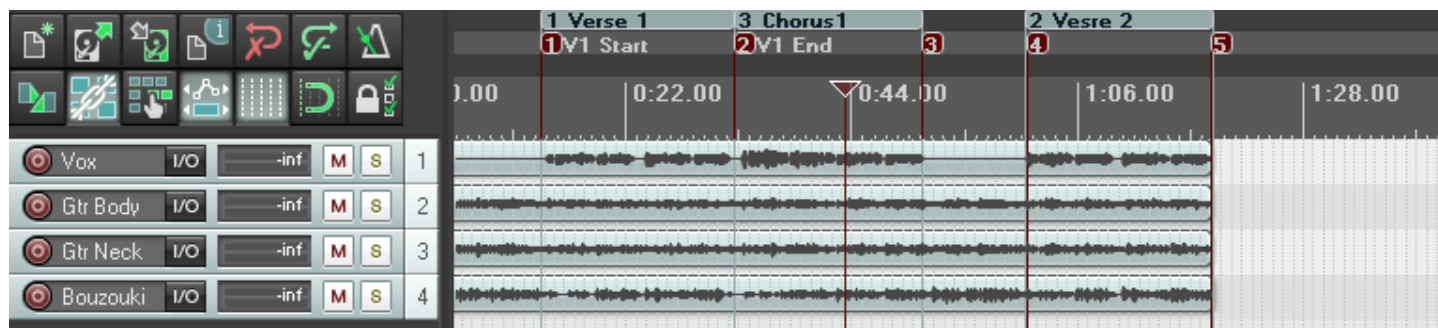 1 Verse 1 3 Chorus1 2 Vesre 2
1 V1 Start 2 V1 End 3 4 5
0.00 0:22.00 0:44.00 1:06.00 1:28.00
Vox I/O -inf M S 1
Gtr Body I/O -inf M S 2
Gtr Neck I/O -inf M S 3
Bouzouki I/O -inf M S 4